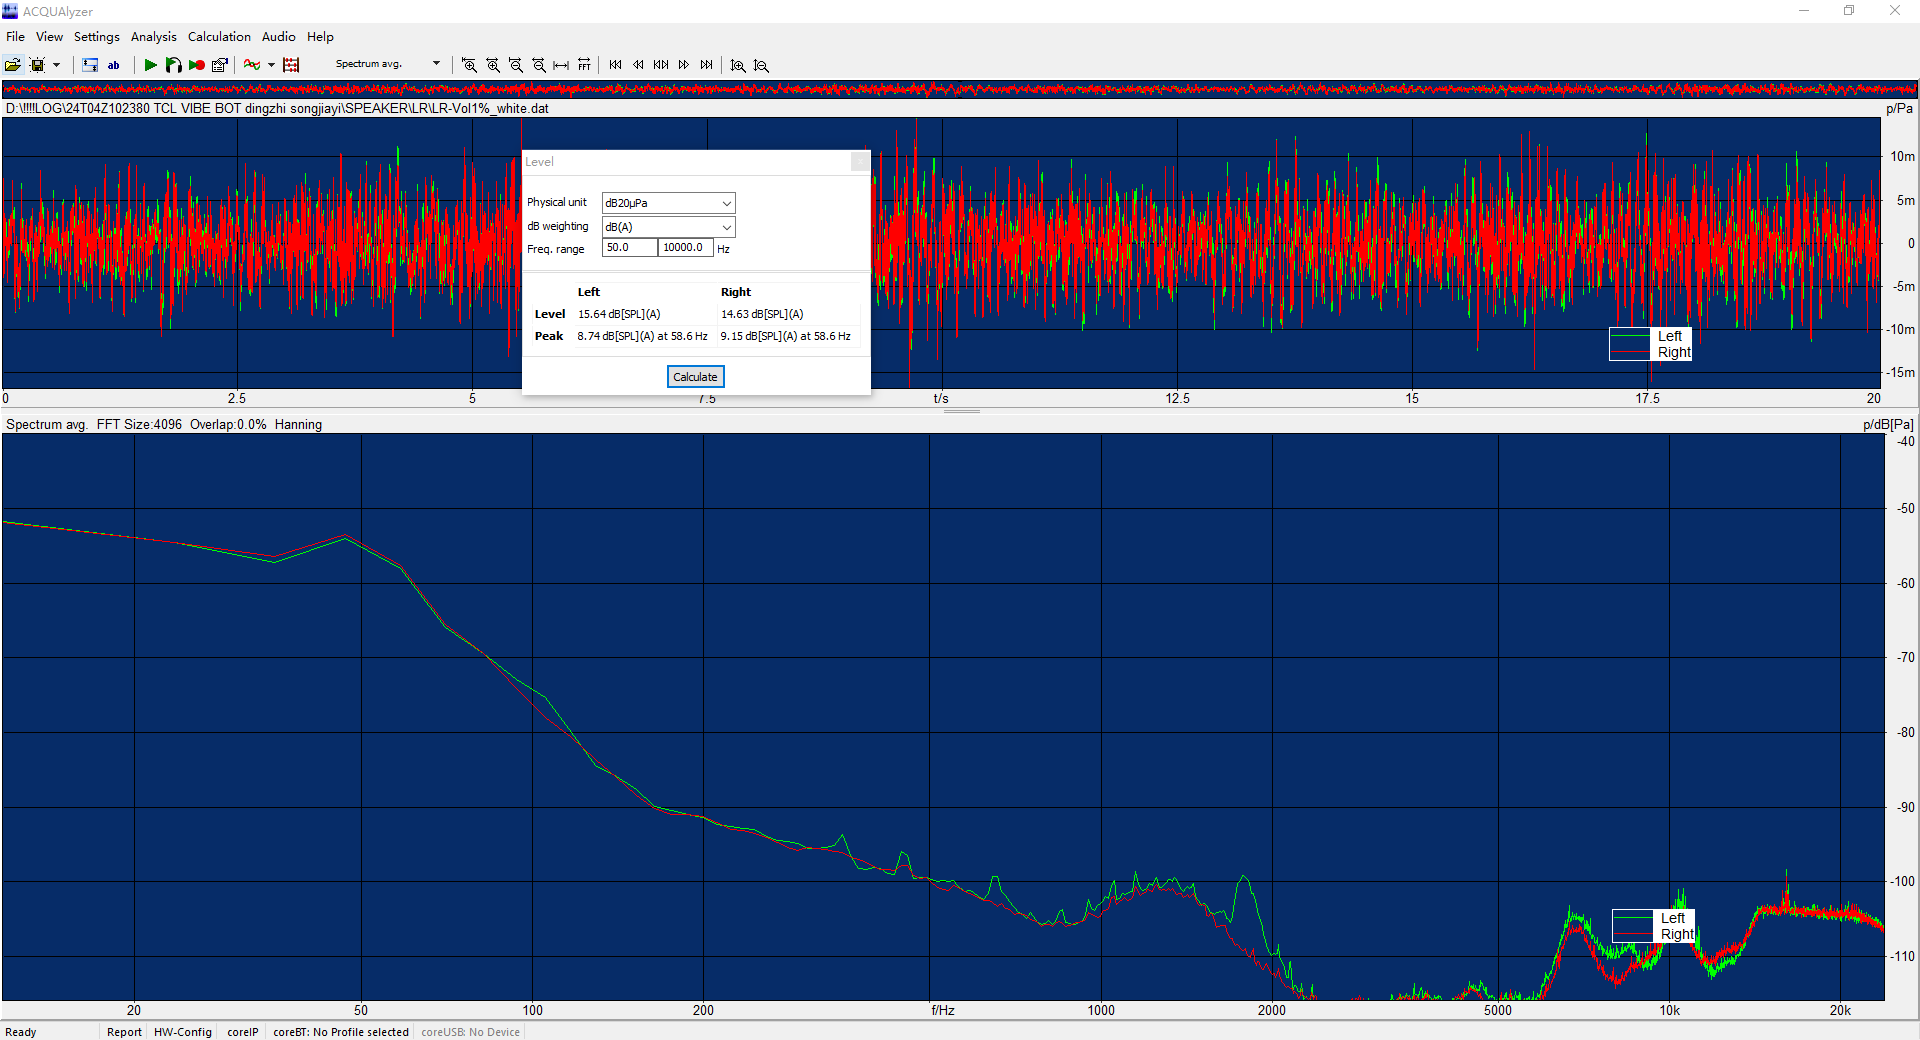 ACQUAlyzer
File View Settings Analysis Calculation Audio Help
ab Spectrum avg. FFT
D:\!!!!LOG\24T04Z102380 TCL VIBE BOT dingzhi songjiayi\SPEAKER\LR\LR-Vol1%_white.dat p/Pa
Level
Physical unit dB20µPa
dB weighting dB(A)
Freq. range 50.0 10000.0 Hz
Left Right
Level 15.64 dB[SPL](A) 14.63 dB[SPL](A)
Peak 8.74 dB[SPL](A) at 58.6 Hz 9.15 dB[SPL](A) at 58.6 Hz
Calculate
10m
5m
0
-5m
-10m
-15m
Left
Right
0 2.5 5 7.5 t/s 12.5 15 17.5 20
Spectrum avg. FFT Size:4096 Overlap:0.0% Hanning p/dB[Pa]
-40
-50
-60
-70
-80
-90
-100
-110
Left
Right
20 50 100 200 f/Hz 1000 2000 5000 10k 20k
Ready Report HW-Config coreIP coreBT: No Profile selected coreUSB: No Device